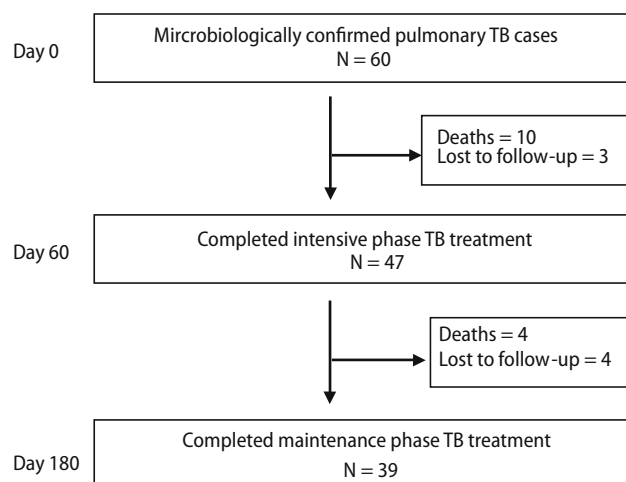 Day 0
Mircrobiologically confirmed pulmonary TB cases
N = 60
Deaths = 10
Lost to follow-up = 3
Day 60
Completed intensive phase TB treatment
N = 47
Deaths = 4
Lost to follow-up = 4
Day 180
Completed maintenance phase TB treatment
N = 39